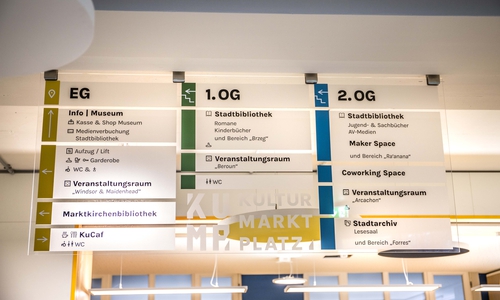 EG
Info | Museum
Kasse & Shop Museum
Medienverbuchung
Stadtbibliothek
Aufzug / Lift
Garderobe
WC &
Veranstaltungsraum
„Windsor & Maidenhead"
Marktkirchenbibliothek
KuCaf
WC
1. OG
Stadtbibliothek
Romane
Kinderbücher
und Bereich „Brzeg"
Veranstaltungsraum
„Beroun"
WC
KULTUR
MARKT
PLATZ
2. OG
Stadtbibliothek
Jugend- & Sachbücher
AV-Medien
Maker Space
und Bereich „Ra'anana"
Coworking Space
Veranstaltungsraum
„Arcachon"
Stadtarchiv
Lesesaal
und Bereich „Forres"